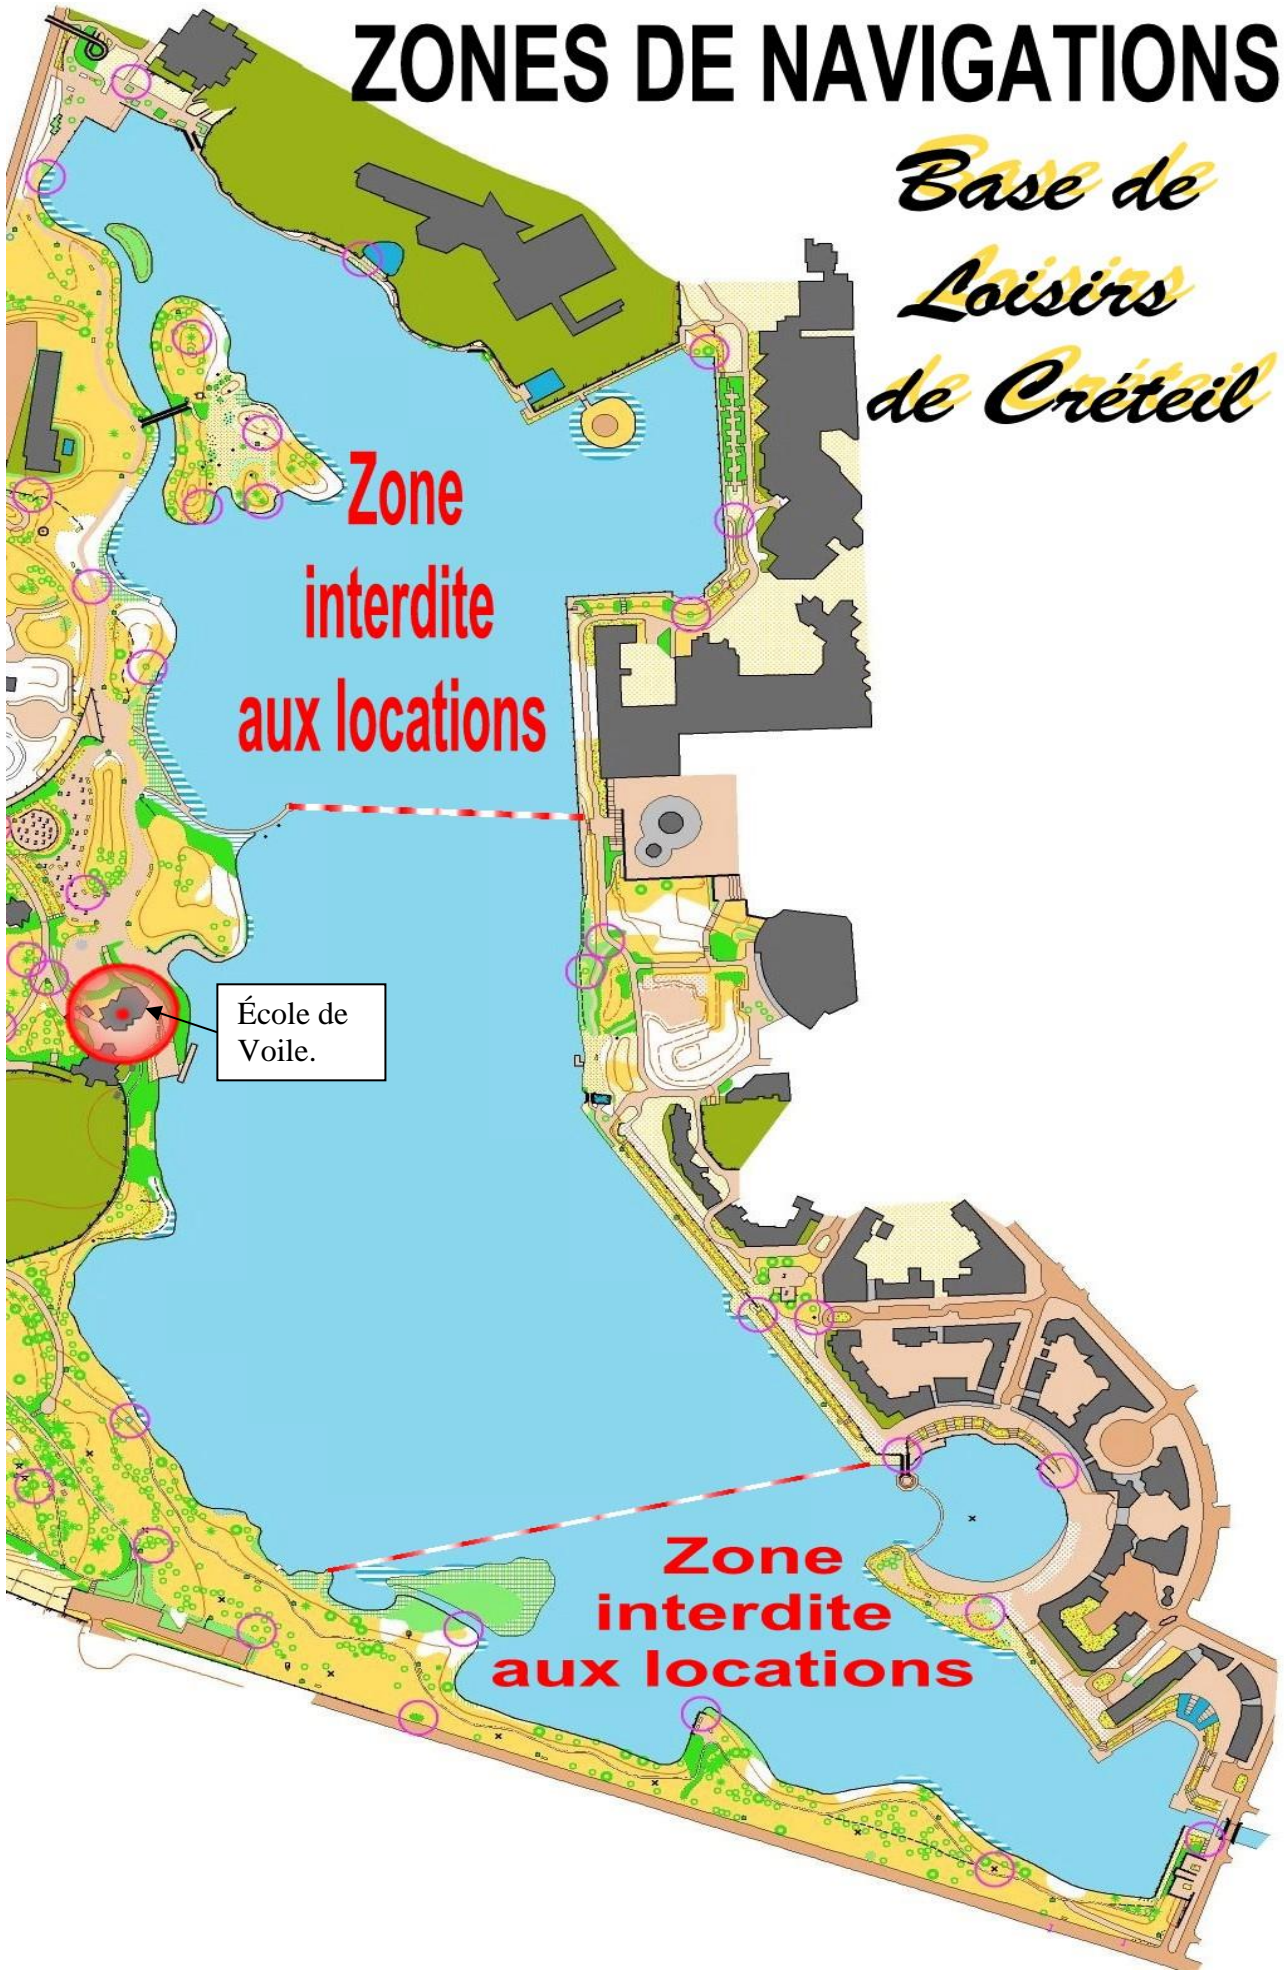 ZONES DE NAVIGATIONS
Base de
Loisirs
de Créteil
Zone
interdite
aux locations
École de
Voile.
Zone
interdite
aux locations